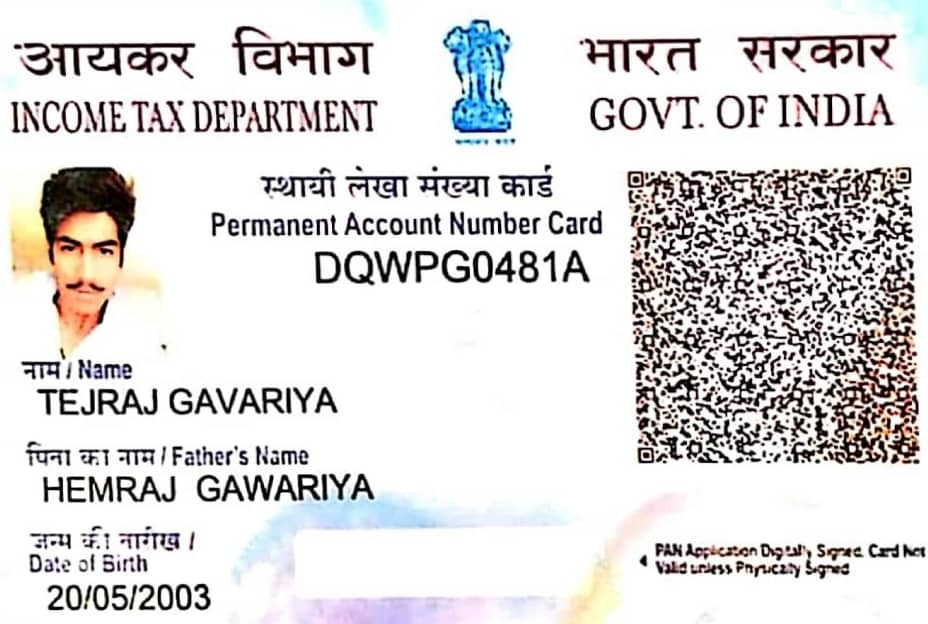 आयकर विभाग
INCOME TAX DEPARTMENT
भारत सरकार
GOVT. OF INDIA
स्थायी लेखा संख्या कार्ड
Permanent Account Number Card
DQWPG0481A
नाम / Name
TEJRAJ GAVARIYA
पिता का नाम / Father's Name
HEMRAJ GAWARIYA
जन्म की तारीख /
Date of Birth
20/05/2003
PAN Application Digitally Signed, Card Not
Valid unless Physically Signed